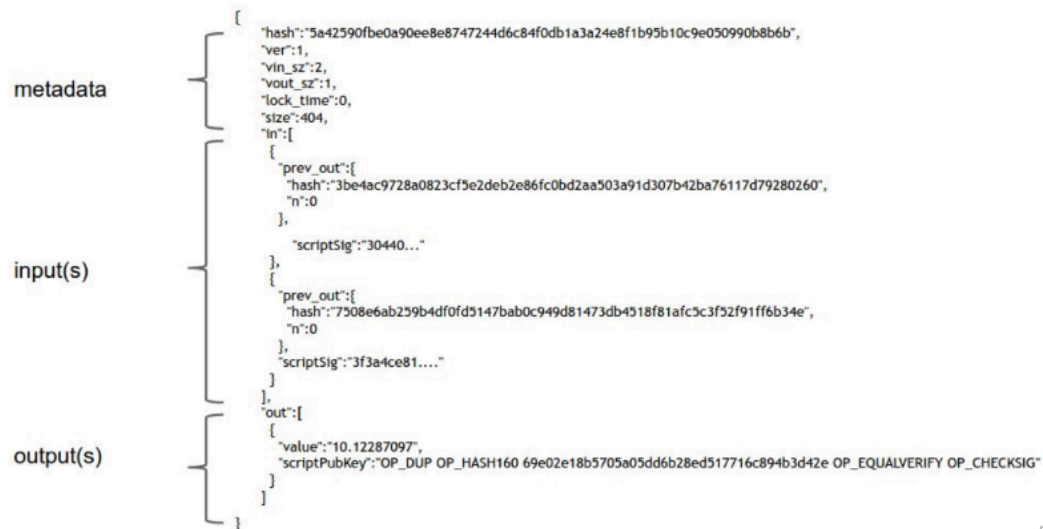 {
"hash":"5a42590fbe0a90ee8e8747244d6c84f0db1a3a24e8f1b95b10c9e050990b8b6b",
"ver":1,
"vin_sz":2,
metadata
"vout_sz":1,
"lock_time":0,
"size":404,
"in":[
{
"prev_out":[
"hash":"3be4ac9728a0823cf5e2deb2e86fc0bd2aa503a91d307b42ba76117d79280260",
"n":0
},
"scriptSig":"30440..."
input(s)
},
{
"prev_out":[
"hash":"7508e6ab259b4df0fd5147bab0c949d81473db4518f81afc5c3f52f91ff6b34e",
"n":0
},
"scriptSig":"3f3a4ce81...."
}
],
"out":[
{
"value":"10.12287097",
output(s)
"scriptPubKey":"OP_DUP OP_HASH160 69e02e18b5705a05dd6b28ed517716c894b3d42e OP_EQUALVERIFY OP_CHECKSIG"
}
]
}